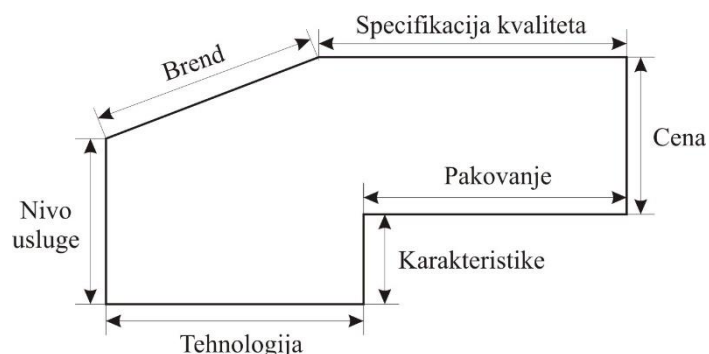 Specifikacija kvaliteta
Brend
Cena
Pakovanje
Nivo
usluge
Karakteristike
Tehnologija